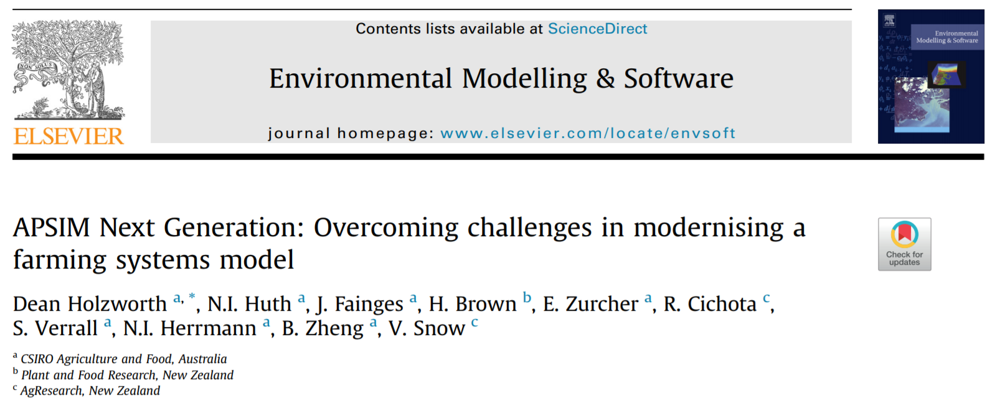 Contents lists available at ScienceDirect
Environmental Modelling & Software
journal homepage: www.elsevier.com/locate/envsoft
NON SOLUS
ELSEVIER
ELSEVIER
Environmental
Modelling & Software
APSIM Next Generation: Overcoming challenges in modernising a
farming systems model
Check for
updates
Dean Holzworth a, *, N.I. Huth a, J. Fainges a, H. Brown b, E. Zurcher a, R. Cichota c,
S. Verrall a, N.I. Herrmann a, B. Zheng a, V. Snow c
a CSIRO Agriculture and Food, Australia
b Plant and Food Research, New Zealand
c AgResearch, New Zealand